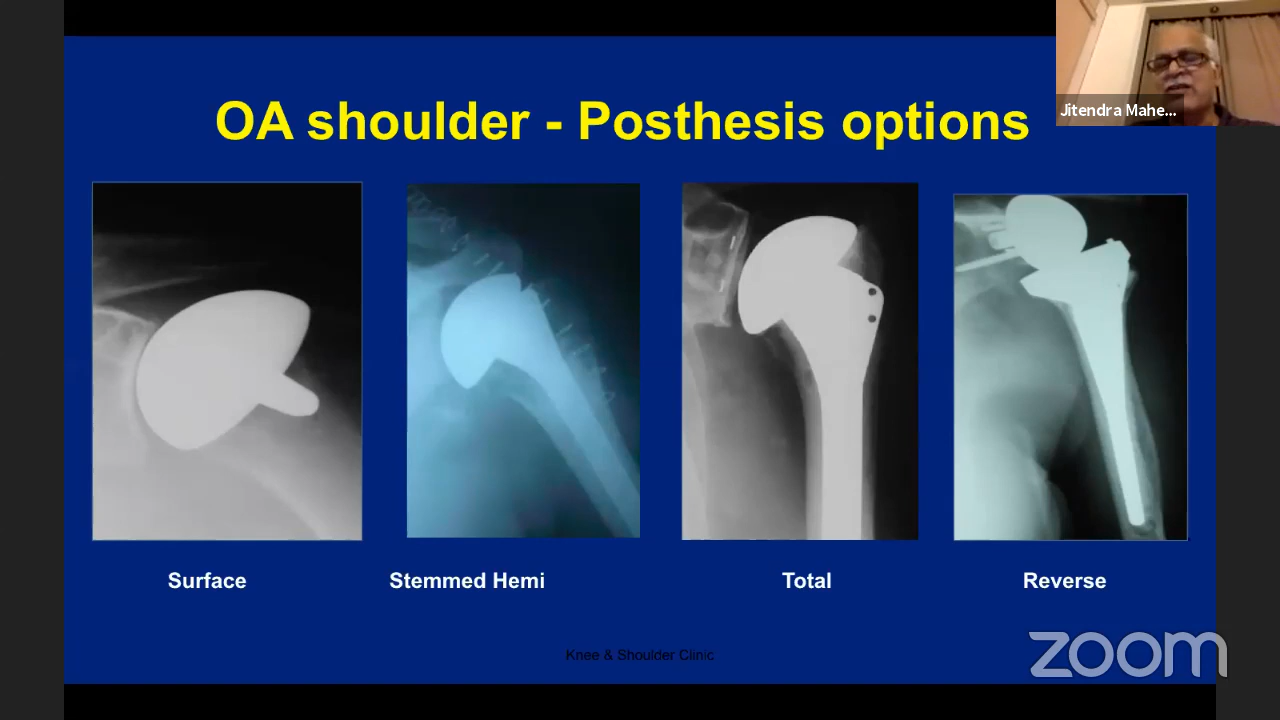 OA shoulder - Posthesis options
Jitendra Mahe...
Surface
Stemmed Hemi
Total
Reverse
Knee & Shoulder Clinic
zoom